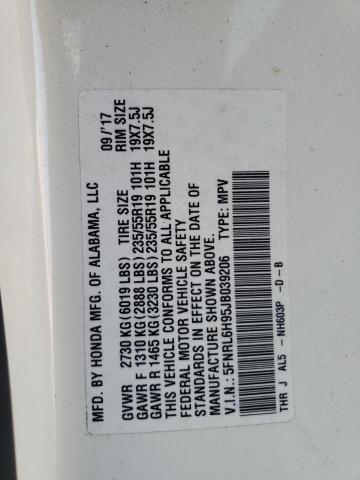 MFD. BY HONDA MFG. OF ALABAMA, LLC 09/'17
GVWR 2730 KG(6019 LBS) TIRE SIZE RIM SIZE
GAWR F 1310 KG(2888 LBS)235/55R19 101H 19X7.5J
GAWR R 1465 KG(3230 LBS)235/55R19 101H 19X7.5J
THIS VEHICLE CONFORMS TO ALL APPLICABLE
FEDERAL MOTOR VEHICLE SAFETY
STANDARDS IN EFFECT ON THE DATE OF
MANUFACTURE SHOWN ABOVE.
V.I.N.: 5FNRL6H95JB039206 TYPE: MPV
THR J AL5 -NH603P -D-B